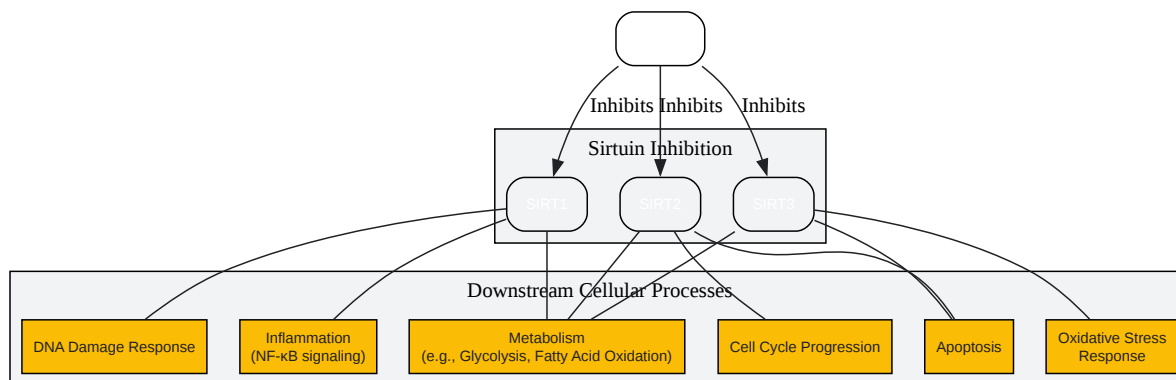 Inhibits Inhibits Inhibits
Sirtuin Inhibition
SIRT1 SIRT2 SIRT3
Downstream Cellular Processes
DNA Damage Response
Inflammation
(NF-κB signaling)
Metabolism
(e.g., Glycolysis, Fatty Acid Oxidation)
Cell Cycle Progression
Apoptosis
Oxidative Stress
Response